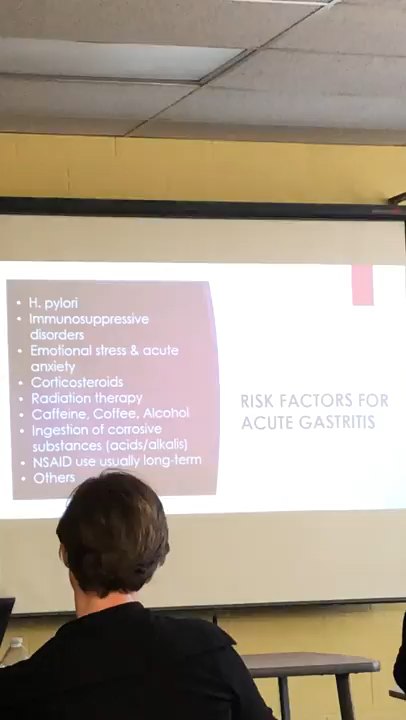 • H. pylori
• Immunosuppressive
disorders
• Emotional stress & acute
anxiety
• Corticosteroids
• Radiation therapy
• Caffeine, Coffee, Alcohol
• Ingestion of corrosive
substances (acids/alkalis)
• NSAID use usually long-term
• Others
RISK FACTORS FOR
ACUTE GASTRITIS